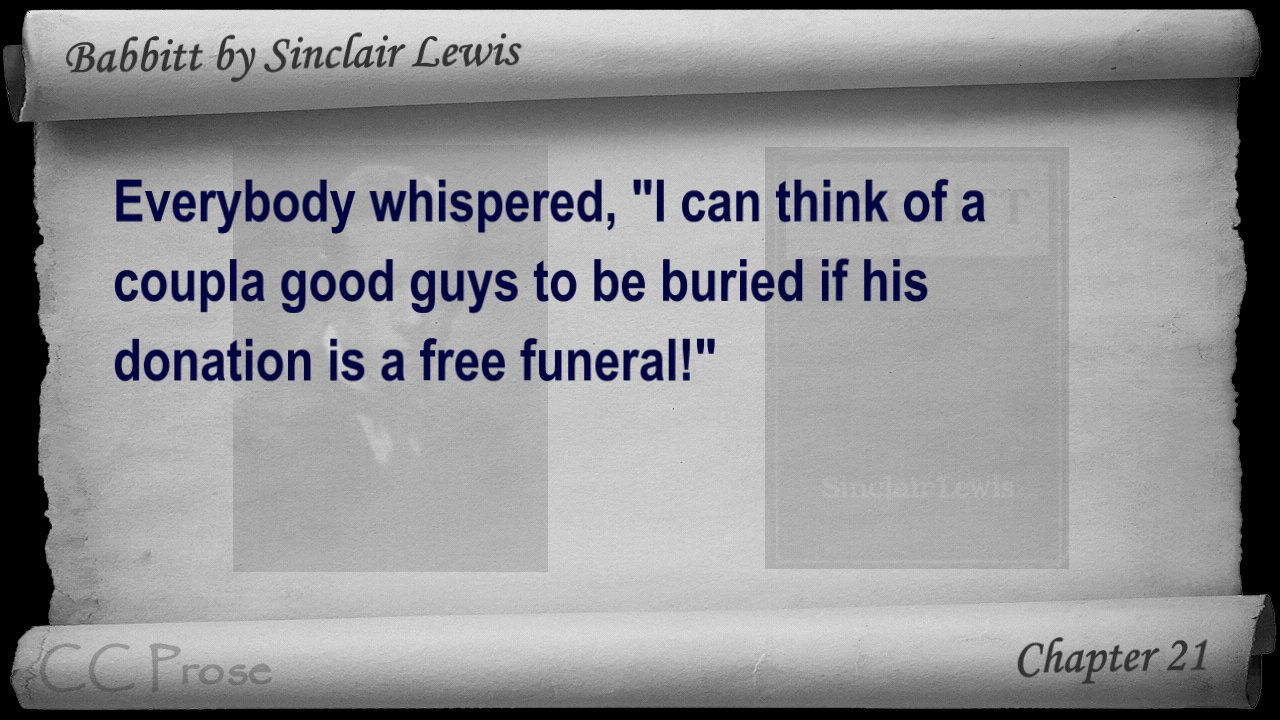 Babbitt by Sinclair Lewis
Everybody whispered, "I can think of a
coupla good guys to be buried if his
donation is a free funeral!"
Sinclair Lewis
CC Prose
Chapter 21